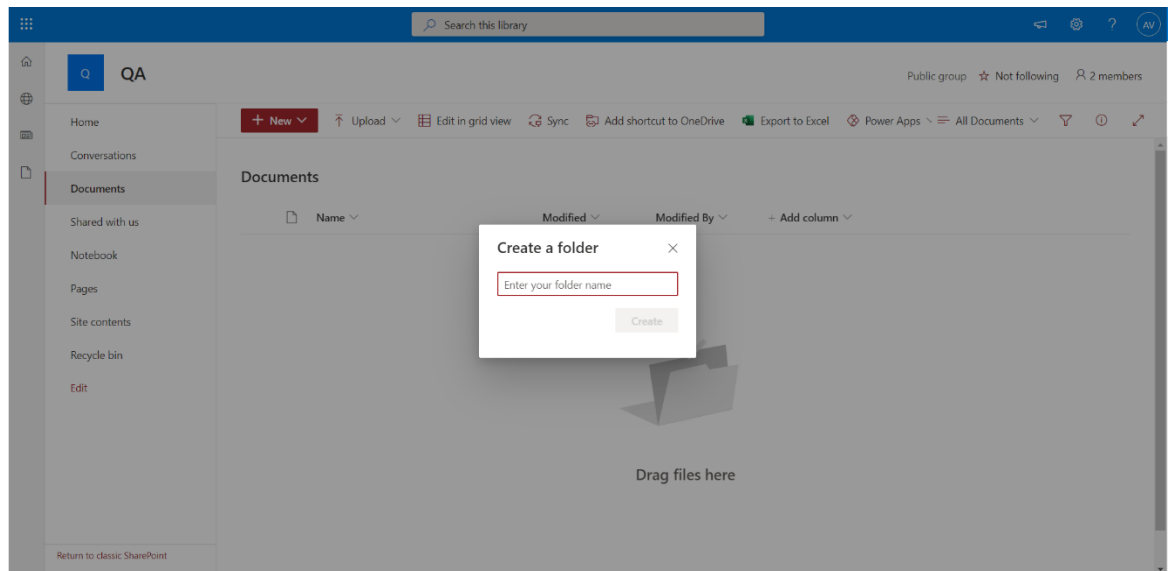 Search this library
AV
Q
QA
Public group
Not following
2 members
Home
Conversations
Documents
Shared with us
Notebook
Pages
Site contents
Recycle bin
Edit
Return to classic SharePoint
+ New
Upload
Edit in grid view
Sync
Add shortcut to OneDrive
Export to Excel
Power Apps
All Documents
Documents
Name
Modified
Modified By
+ Add column
Create a folder
Enter your folder name
Create
Drag files here